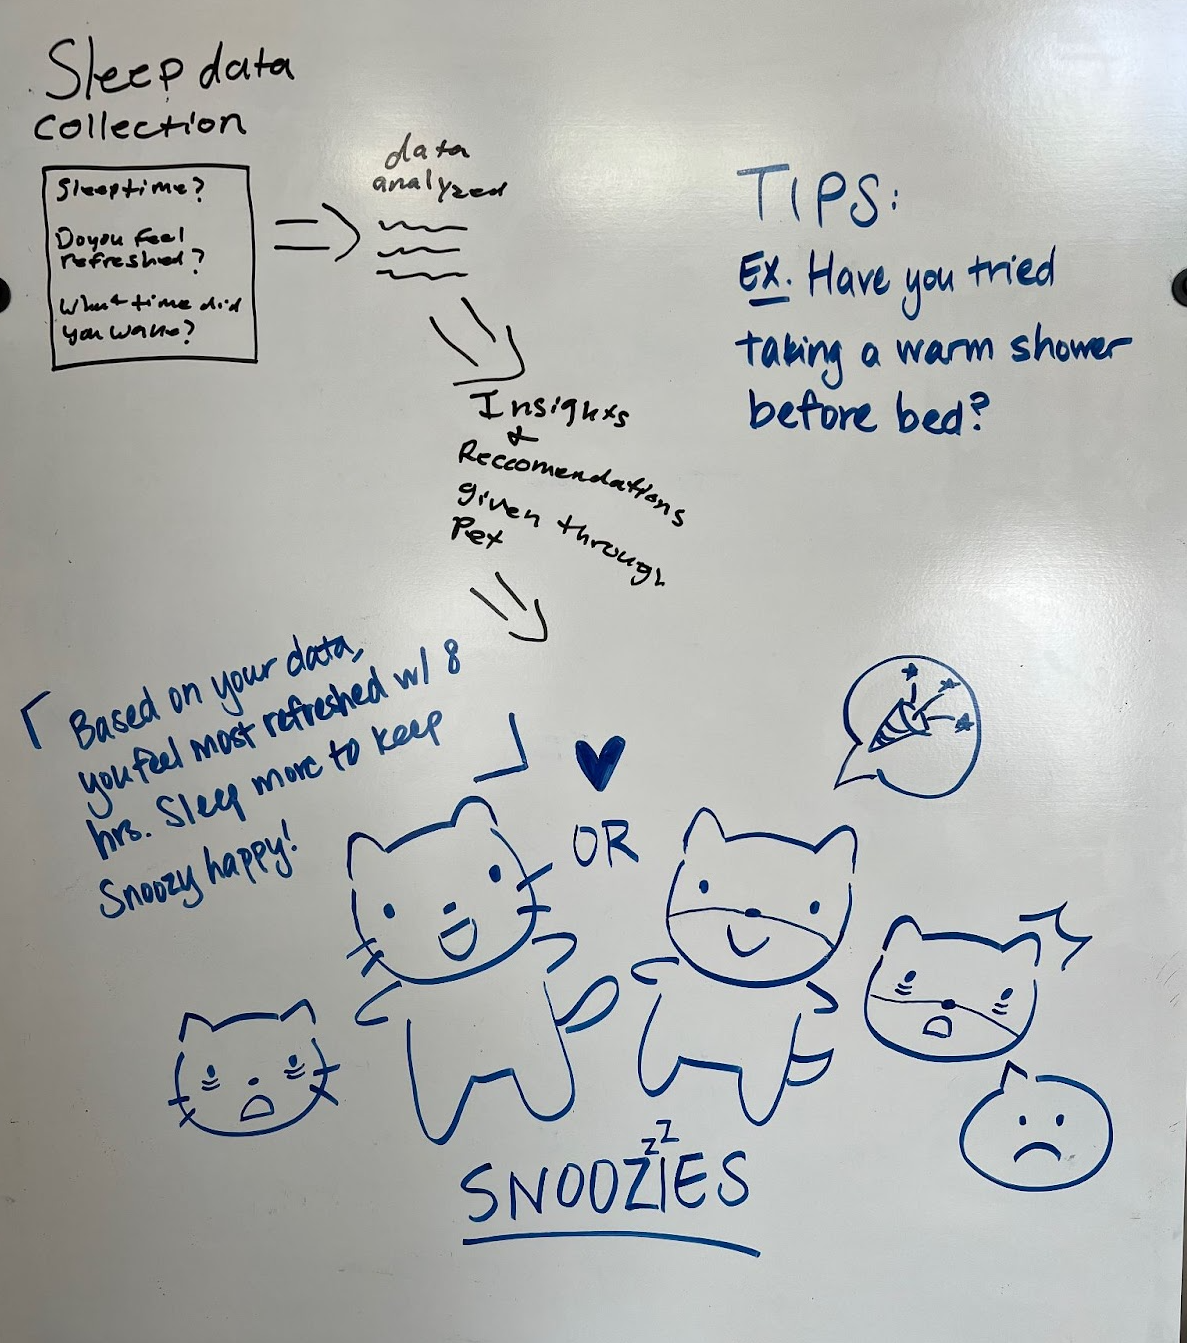 Sleep data
collection
Sleeptime?
Do you feel
refreshed?
What time did
you wake?
data
analyzed
Insights
&
Reccomendations
given through
Pet
TIPS:
Ex. Have you tried
taking a warm shower
before bed?
「Based on your data,
you feel most refreshed w/ 8
hrs. Sleep more to keep
Snoozy happy!」
OR
zz
SNOOZIES